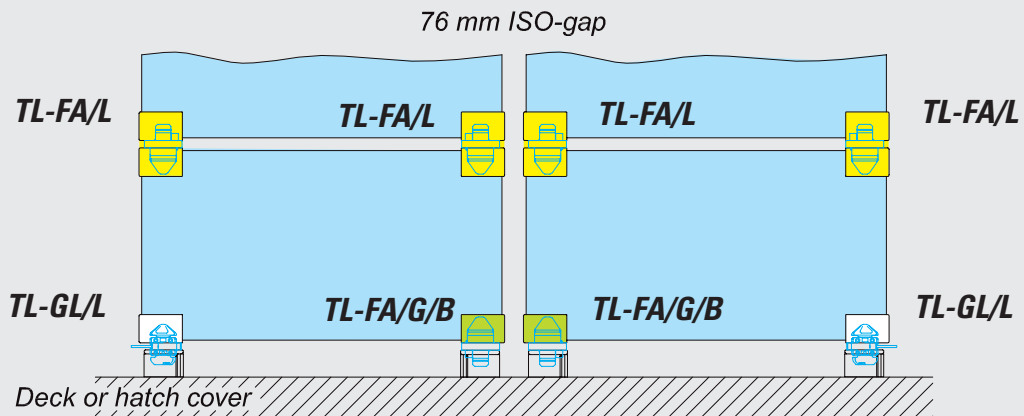 76 mm ISO-gap
TL-FA/L
TL-FA/L
TL-FA/L
TL-FA/L
TL-GL/L
TL-FA/G/B
TL-FA/G/B
TL-GL/L
Deck or hatch cover